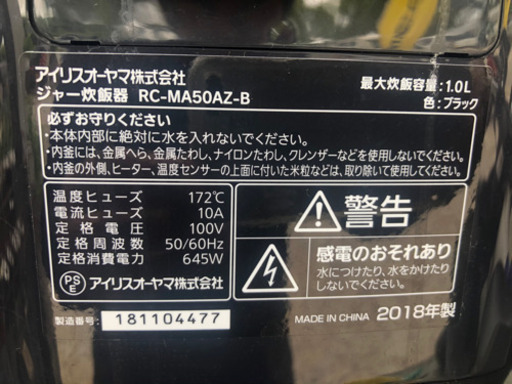 アイリスオーヤマ株式会社
ジャー炊飯器 RC-MA50AZ-B
最大炊飯容量:1.0L
色:ブラック
必ずお守りください
・本体内部に絶対に水を入れないでください。
・内釜には、金属へら、金属たわし、ナイロンたわし、クレンザーなどを使用しないでください。
・内釜の外側、ヒーター、温度センサーの上面に付いた米粒などは、取り除いて使用してください。
温度ヒューズ 172℃
電流ヒューズ 10A
定格電圧 100V
定格周波数 50/60Hz
定格消費電力 645W
PSE アイリスオーヤマ株式会社
製造番号: 181104477
警告
感電のおそれあり
水につけたり、水をかけたり
しないでください
MADE IN CHINA 2018年製